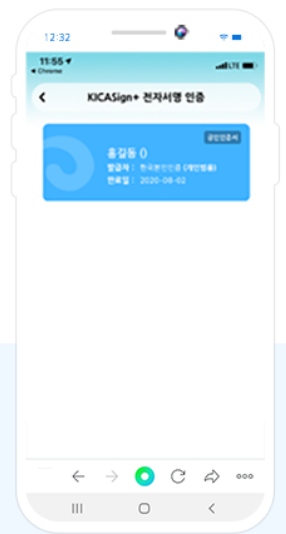 12:32
11:55
LTE
Chrome
KICASign+ 전자서명 인증
공인인증서
홍길동 ()
발급자 : 한국범인인증 (개인범용)
만료일 : 2020-08-02